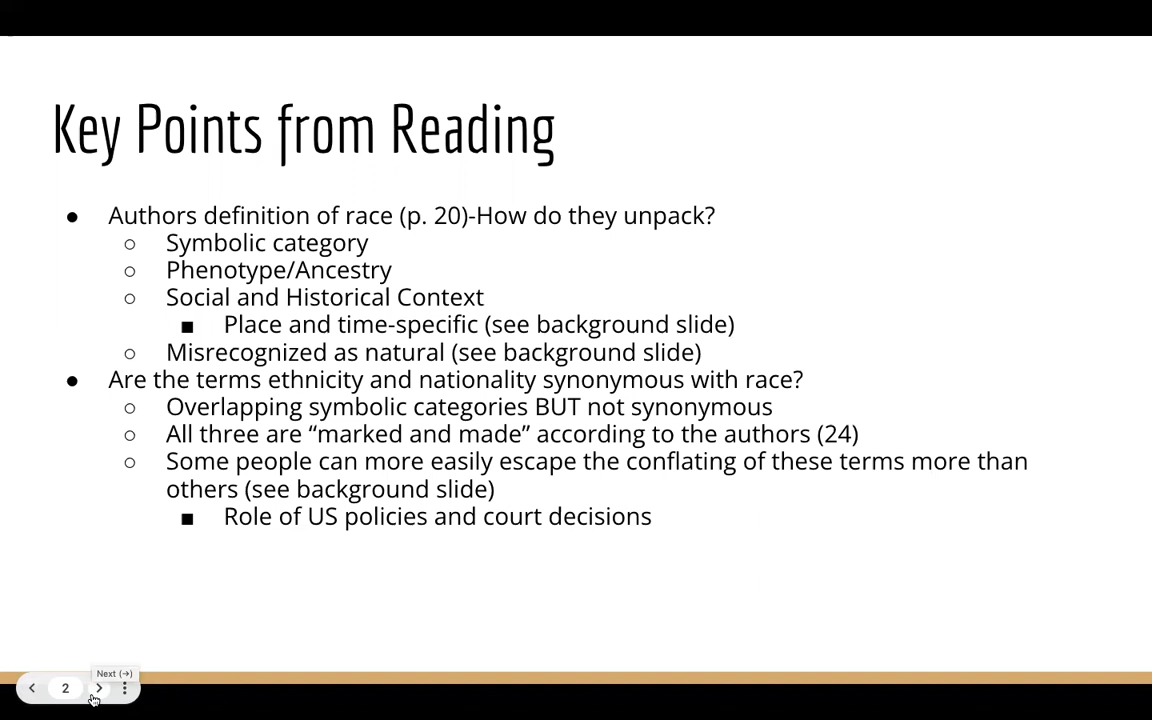 Key Points from Reading
● Authors definition of race (p. 20)-How do they unpack?
○ Symbolic category
○ Phenotype/Ancestry
○ Social and Historical Context
■ Place and time-specific (see background slide)
○ Misrecognized as natural (see background slide)
● Are the terms ethnicity and nationality synonymous with race?
○ Overlapping symbolic categories BUT not synonymous
○ All three are “marked and made” according to the authors (24)
○ Some people can more easily escape the conflating of these terms more than
others (see background slide)
■ Role of US policies and court decisions
Next (→)
2